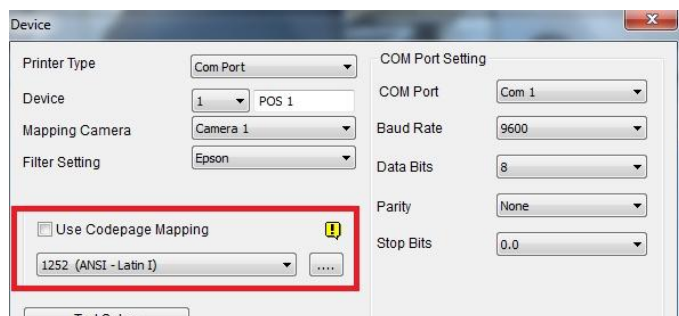 Device
Printer Type
Com Port
Device
1
POS 1
Mapping Camera
Camera 1
Filter Setting
Epson
Use Codepage Mapping
1252 (ANSI - Latin I)
....
COM Port Setting
COM Port
Com 1
Baud Rate
9600
Data Bits
8
Parity
None
Stop Bits
0.0